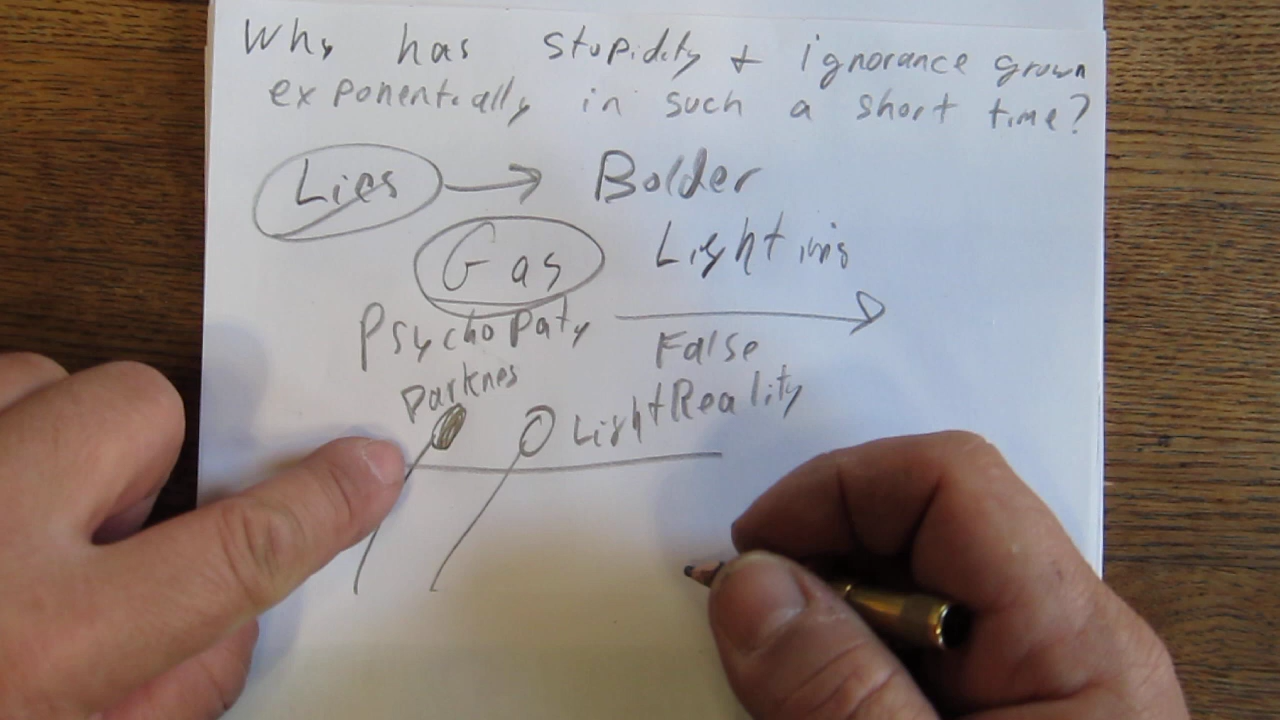 Why has stupidity + ignorance grown
exponentially in such a short time?
Lies → Bolder
Gas Lighting
Psychopaty
False
Darknes
Light Reality